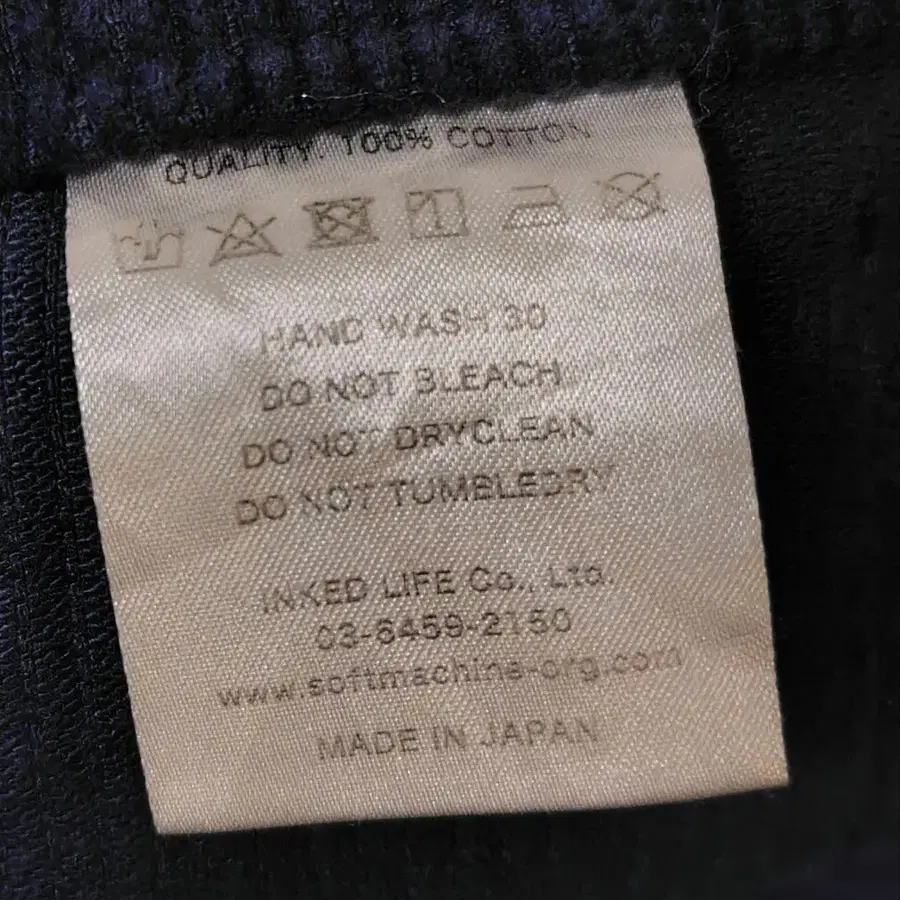 QUALITY: 100% COTTON
HAND WASH 30
DO NOT BLEACH
DO NOT DRYCLEAN
DO NOT TUMBLEDRY
INKED LIFE Co., Ltd.
03-6459-2150
www.softmachine-org.com
MADE IN JAPAN